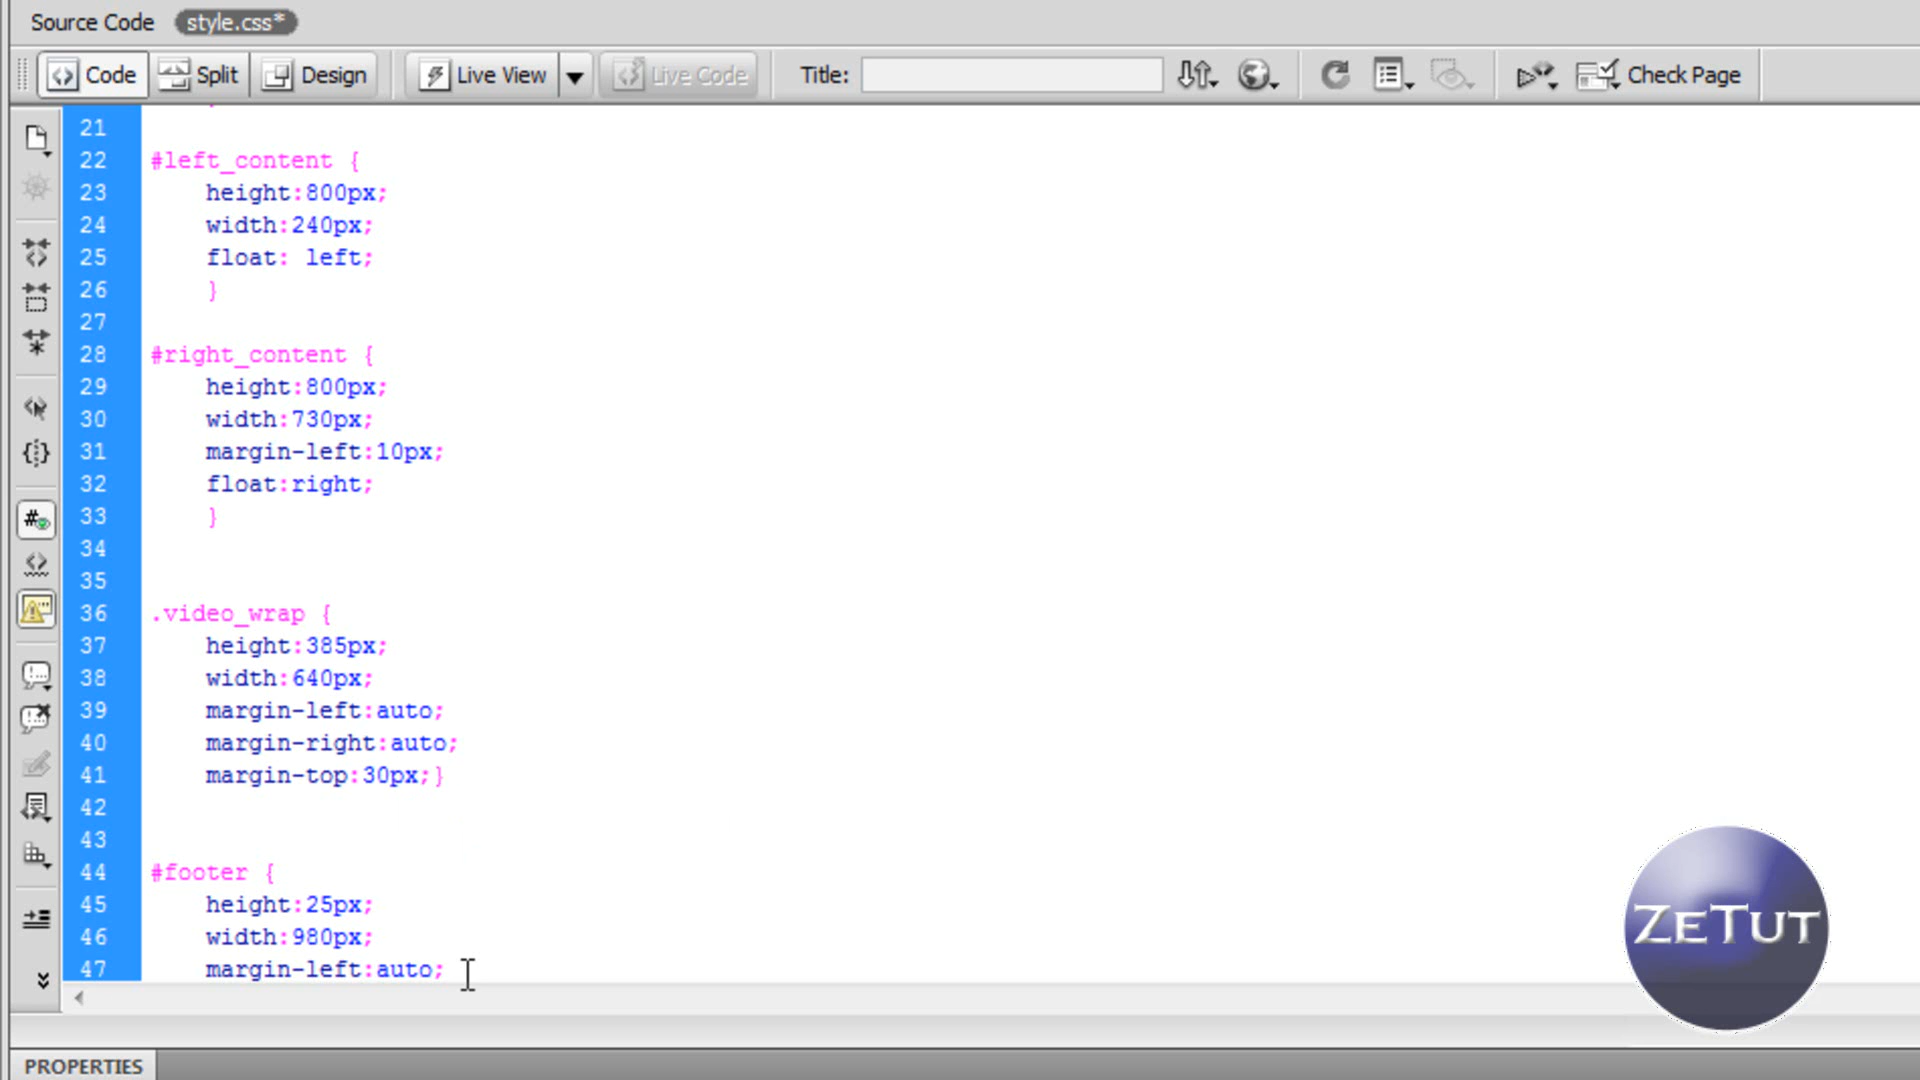 Source Code style.css*
Code Split Design Live View Live Code Title: Check Page
21
22 #left_content {
23 height:800px;
24 width:240px;
25 float: left;
26 }
27
28 #right_content {
29 height:800px;
30 width:730px;
31 margin-left:10px;
32 float:right;
33 }
34
35
36 .video_wrap {
37 height:385px;
38 width:640px;
39 margin-left:auto;
40 margin-right:auto;
41 margin-top:30px;}
42
43
44 #footer {
45 height:25px;
46 width:980px;
47 margin-left:auto;
ZETUT
PROPERTIES